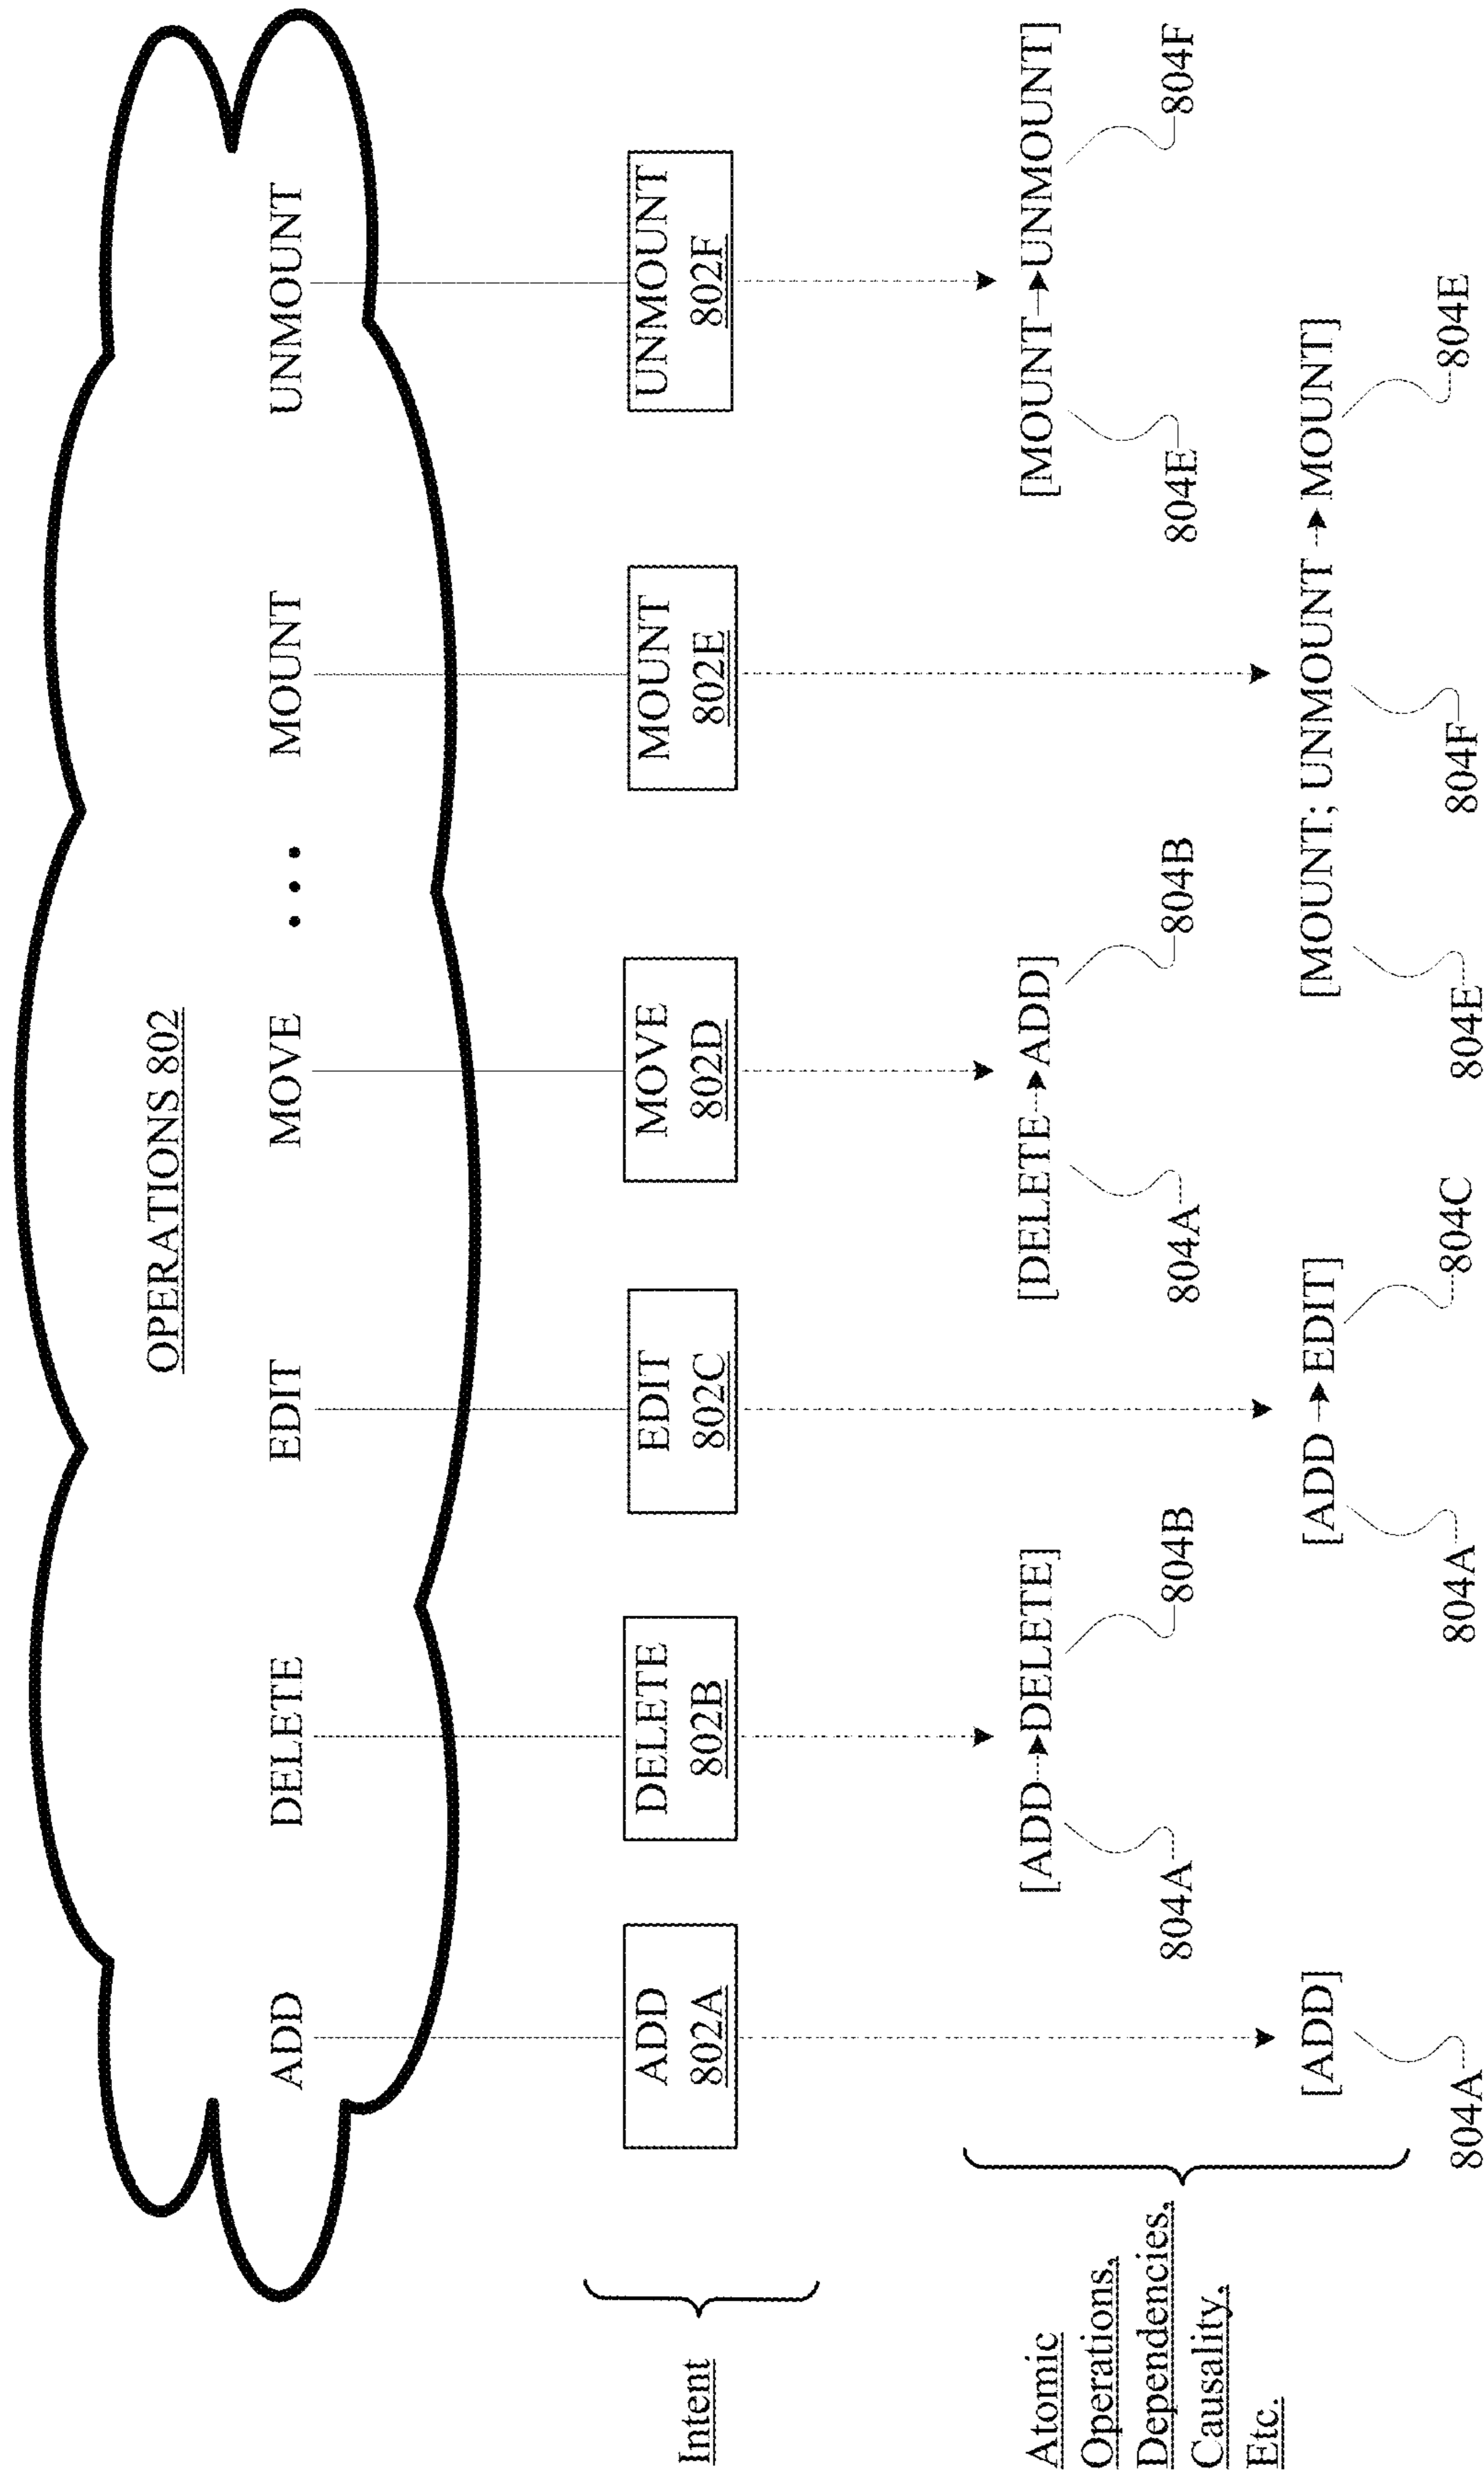 OPERATIONS 802
ADD DELETE EDIT MOVE • • • MOUNT UNMOUNT
Intent
ADD
802A
DELETE
802B
EDIT
802C
MOVE
802D
MOUNT
802E
UNMOUNT
802F
Atomic
Operations,
Dependencies,
Causality,
Etc.
[ADD→DELETE]
804A 804B
[DELETE→ADD]
804A 804B
[MOUNT→UNMOUNT]
804E 804F
[ADD]
804A
[ADD → EDIT]
804A 804C
[MOUNT; UNMOUNT → MOUNT]
804E 804F 804E